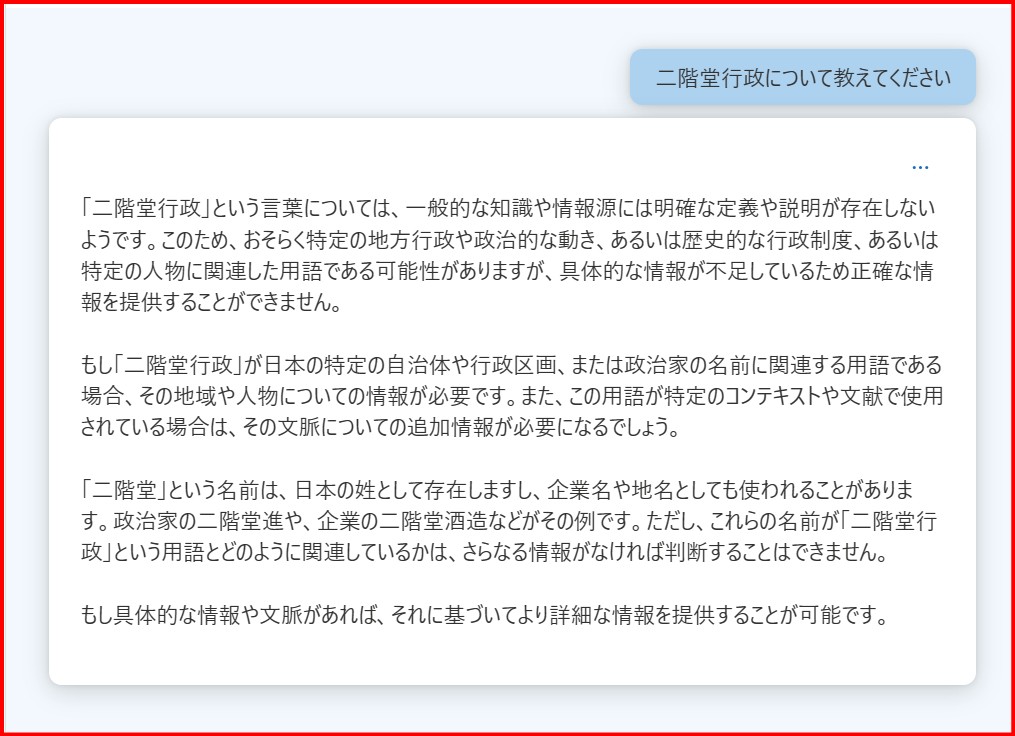 二階堂行政について教えてください
…
「二階堂行政」という言葉については、一般的な知識や情報源には明確な定義や説明が存在しない
ようです。このため、おそらく特定の地方行政や政治的な動き、あるいは歴史的な行政制度、あるいは
特定の人物に関連した用語である可能性がありますが、具体的な情報が不足しているため正確な情
報を提供することができません。
もし「二階堂行政」が日本の特定の自治体や行政区画、または政治家の名前に関連する用語である
場合、その地域や人物についての情報が必要です。また、この用語が特定のコンテキストや文献で使用
されている場合は、その文脈についての追加情報が必要になるでしょう。
「二階堂」という名前は、日本の姓として存在しますし、企業名や地名としても使われることがありま
す。政治家の二階堂進や、企業の二階堂酒造などがその例です。ただし、これらの名前が「二階堂行
政」という用語とどのように関連しているかは、さらなる情報がなければ判断することはできません。
もし具体的な情報や文脈があれば、それに基づいてより詳細な情報を提供することが可能です。